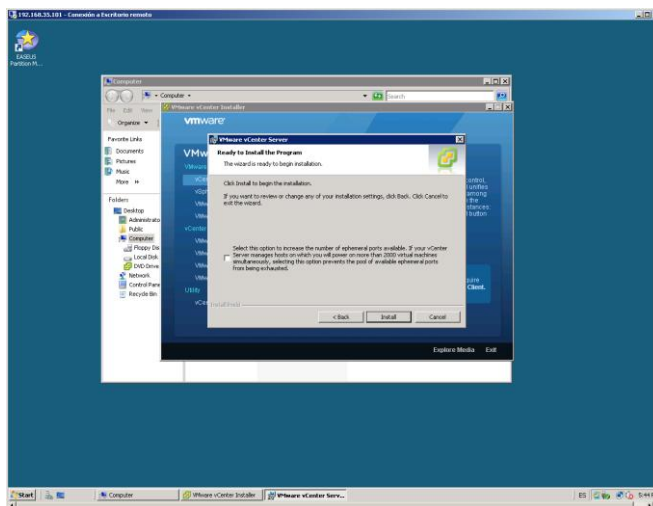 192.168.35.101 - Conexión a Escritorio remoto
EASEUS
Partition M...
Computer
Computer
Search
File Edit View
Organize
VMware vCenter Installer
vmware
Favorite Links
Documents
Pictures
Music
More
Folders
Desktop
Administrato
Public
Computer
Floppy Dis
Local Disk
DVD Drive
Network
Control Pane
Recycle Bin
VMware vCenter Server
Ready to Install the Program
The wizard is ready to begin installation.
Click Install to begin the installation.
If you want to review or change any of your installation settings, click Back. Click Cancel to
exit the wizard.
Select this option to increase the number of ephemeral ports available. If your vCenter
Server manages hosts on which you will power on more than 2000 virtual machines
simultaneously, selecting this option prevents the pool of available ephemeral ports
from being exhausted.
InstallShield
< Back Install Cancel
Utility
Client.
Explore Media Exit
Start Computer VMware vCenter Installer VMware vCenter Serv... ES